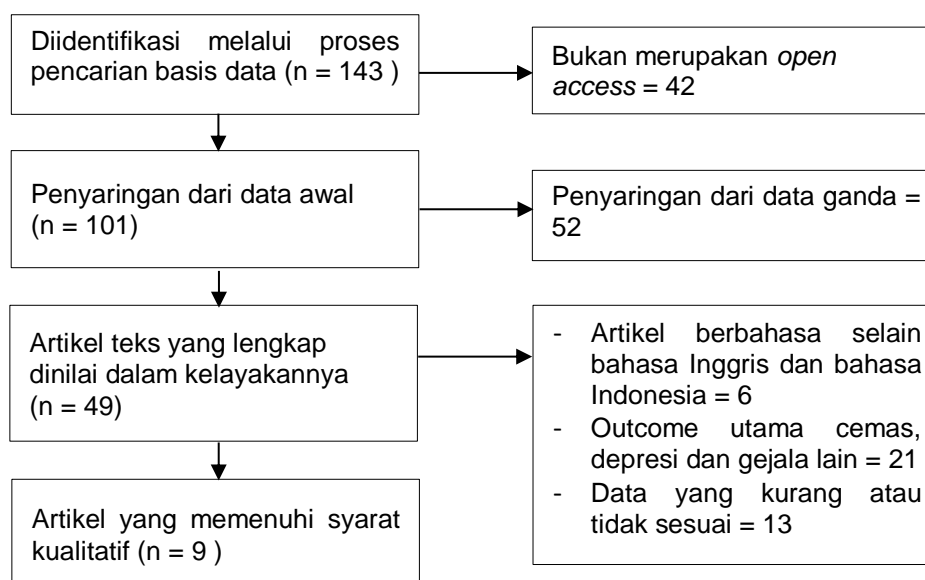 Diidentifikasi melalui proses
pencarian basis data (n = 143 )
Bukan merupakan open
access = 42
Penyaringan dari data awal
(n = 101)
Penyaringan dari data ganda =
52
Artikel teks yang lengkap
dinilai dalam kelayakannya
(n = 49)
- Artikel berbahasa selain
bahasa Inggris dan bahasa
Indonesia = 6
- Outcome utama cemas,
depresi dan gejala lain = 21
- Data yang kurang atau
tidak sesuai = 13
Artikel yang memenuhi syarat
kualitatif (n = 9 )